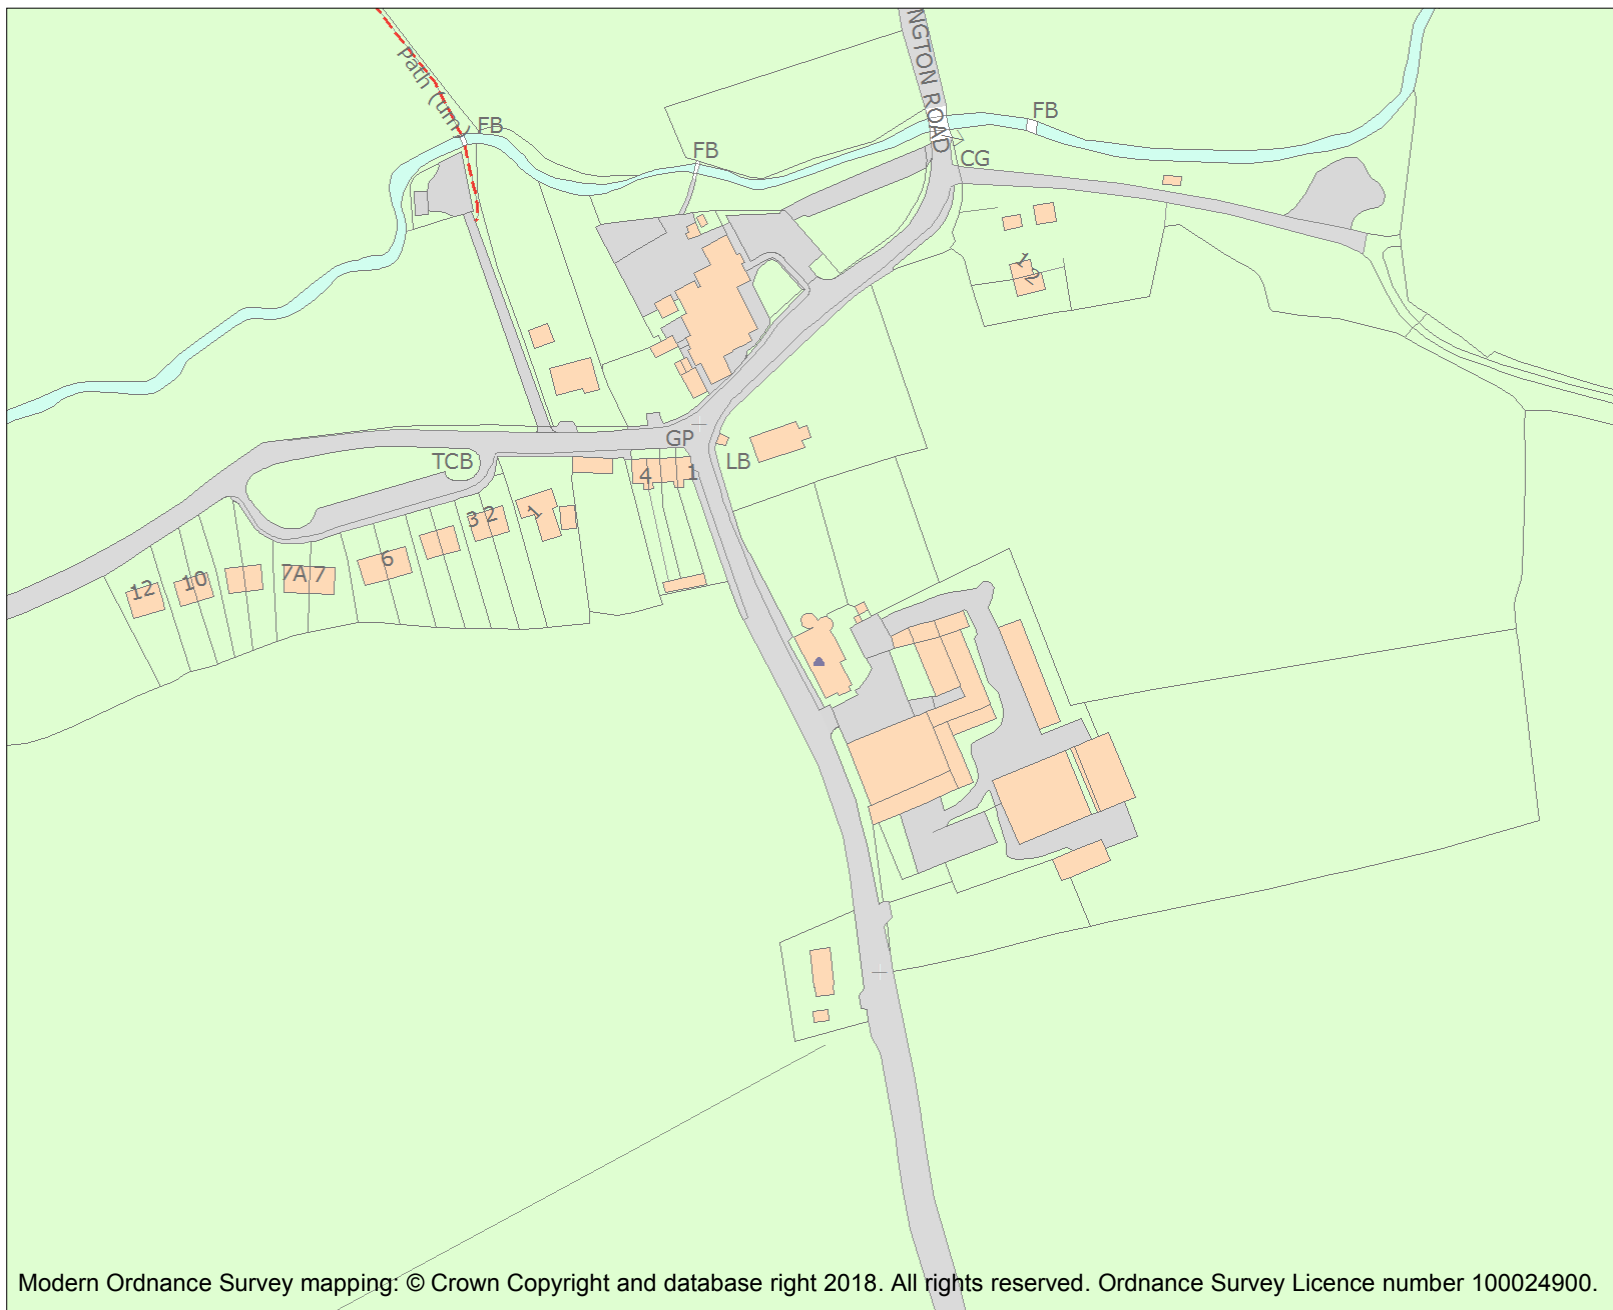 NGTON ROAD
Path (um)
FB
FB
FB
CG
1
2
GP
TCB
LB
4
1
3 2
1
6
7A 7
10
12
Modern Ordnance Survey mapping: © Crown Copyright and database right 2018. All rights reserved. Ordnance Survey Licence number 100024900.